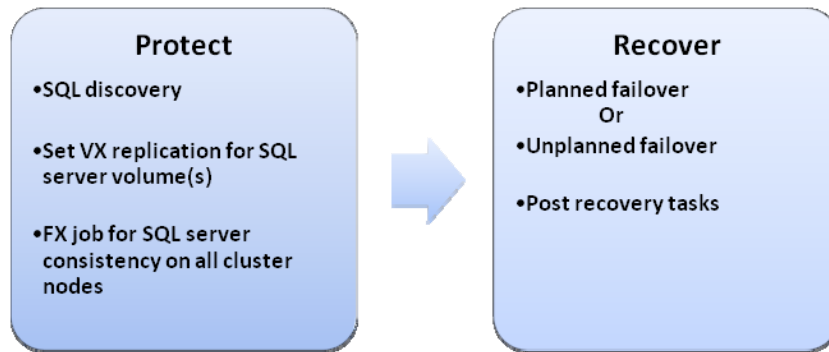 Protect
•SQL discovery
•Set VX replication for SQL
server volume(s)
•FX job for SQL server
consistency on all cluster
nodes
Recover
•Planned failover
Or
•Unplanned failover
•Post recovery tasks